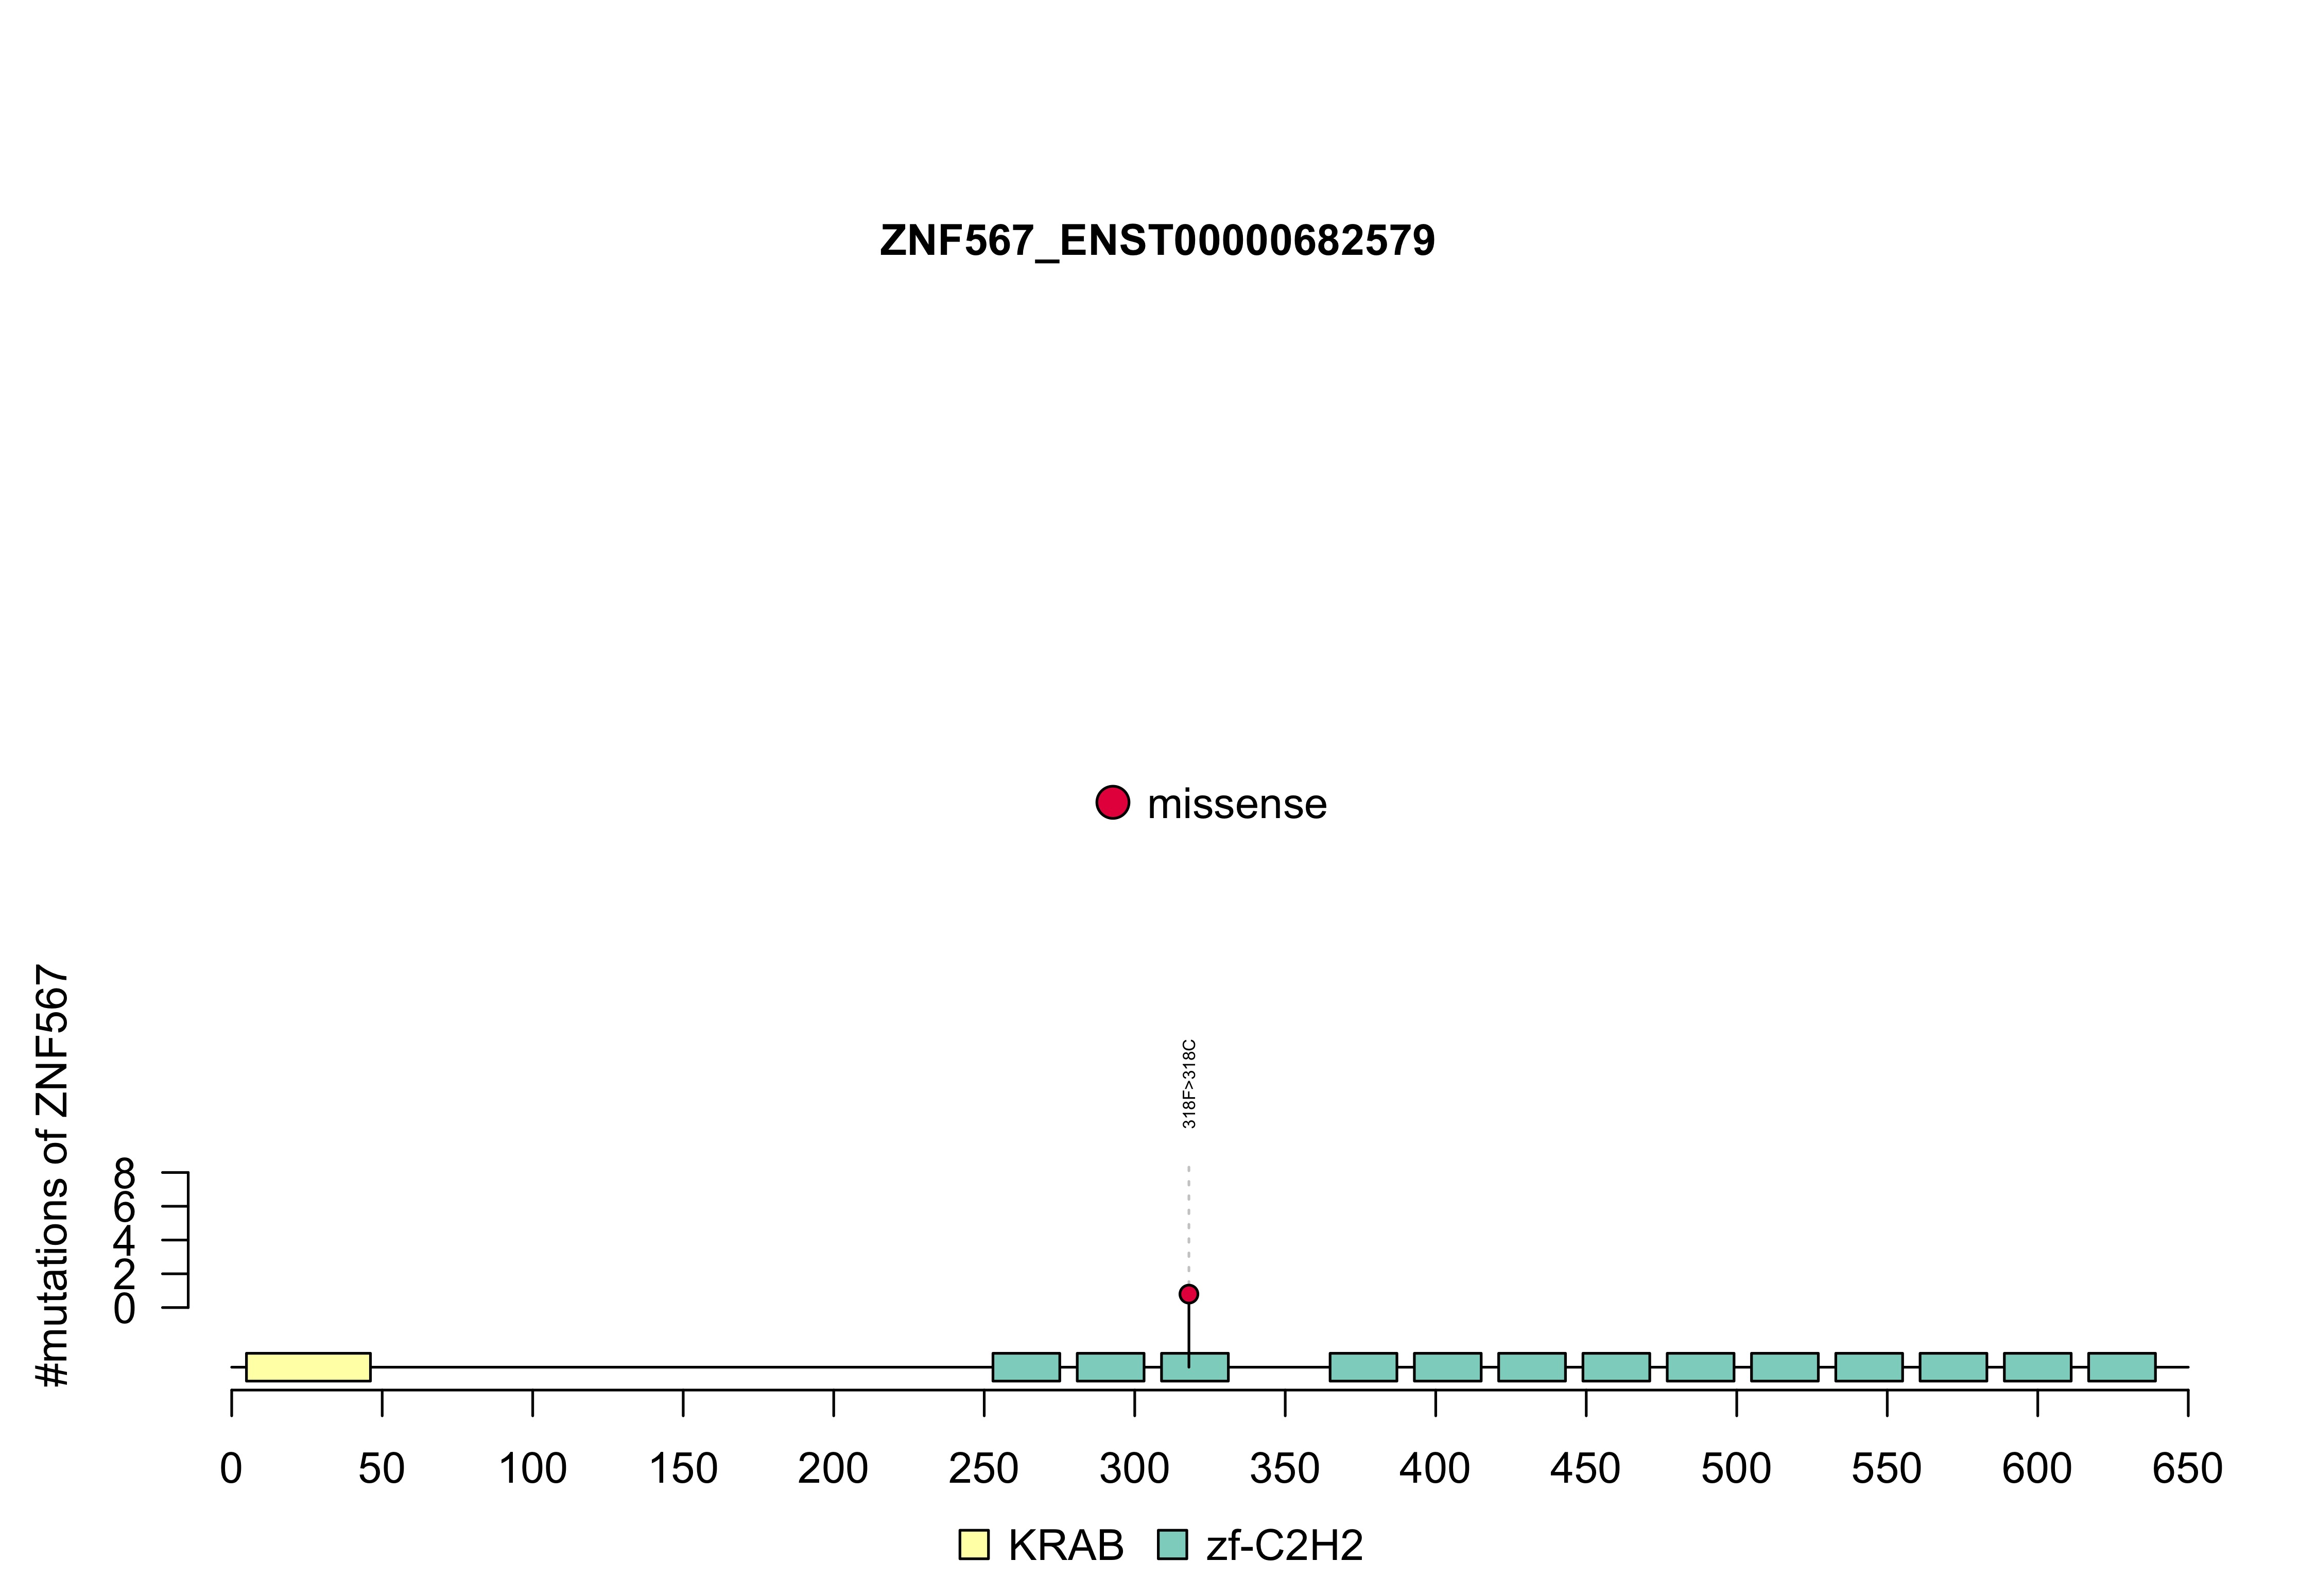 ZNF567_ENST00000682579
missense
#mutations of ZNF567
318F>318C
8
6
4
2
0
0 50 100 150 200 250 300 350 400 450 500 550 600 650
KRAB zf-C2H2